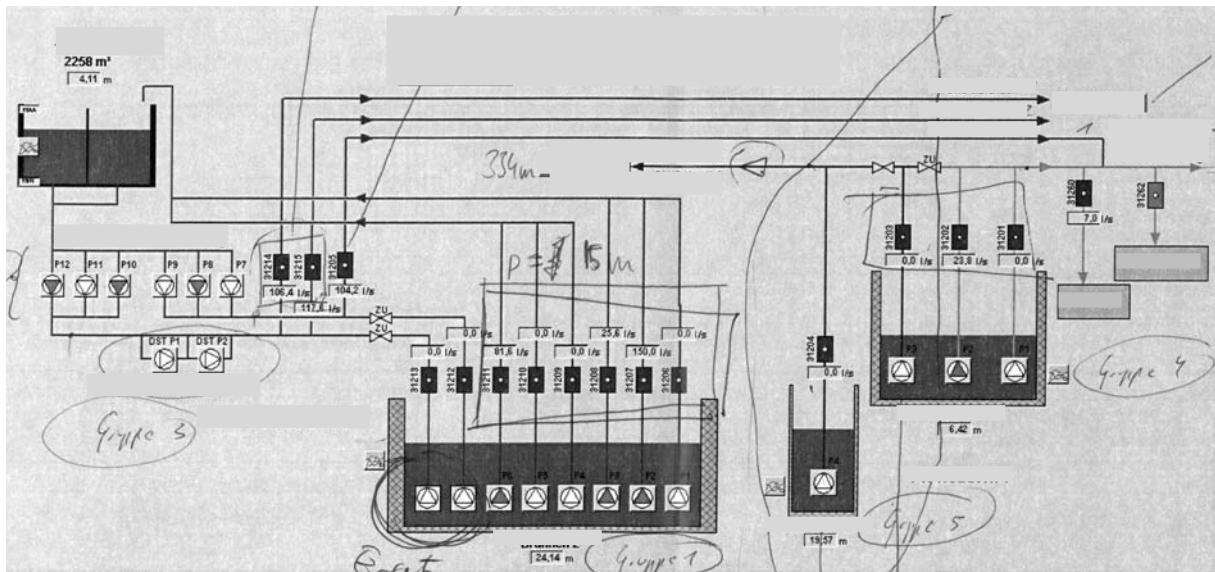 2258 m³
4,11 m
334m
ZU
31260
7,0 l/s
31262
P12
P11
P10
P9
P8
P7
31214
106,4 l/s
31215
117,8 l/s
31205
104,2 l/s
P = 15 m
31203
0,0 l/s
31202
23,8 l/s
31201
0,0 l/s
ZU
ZU
DST P1
DST P2
0,0 l/s
0,0 l/s
25,6 l/s
0,0 l/s
0,0 l/s
81,6 l/s
0,0 l/s
150,0 l/s
31213
31212
31211
31210
31209
31208
31207
31206
31204
0,0 l/s
P3
P2
P1
Gruppe 4
Gruppe 3
6,42 m
P6
P5
P4
P3
P2
P1
P4
Gruppe 5
24,14 m
Gruppe 1
19,57 m